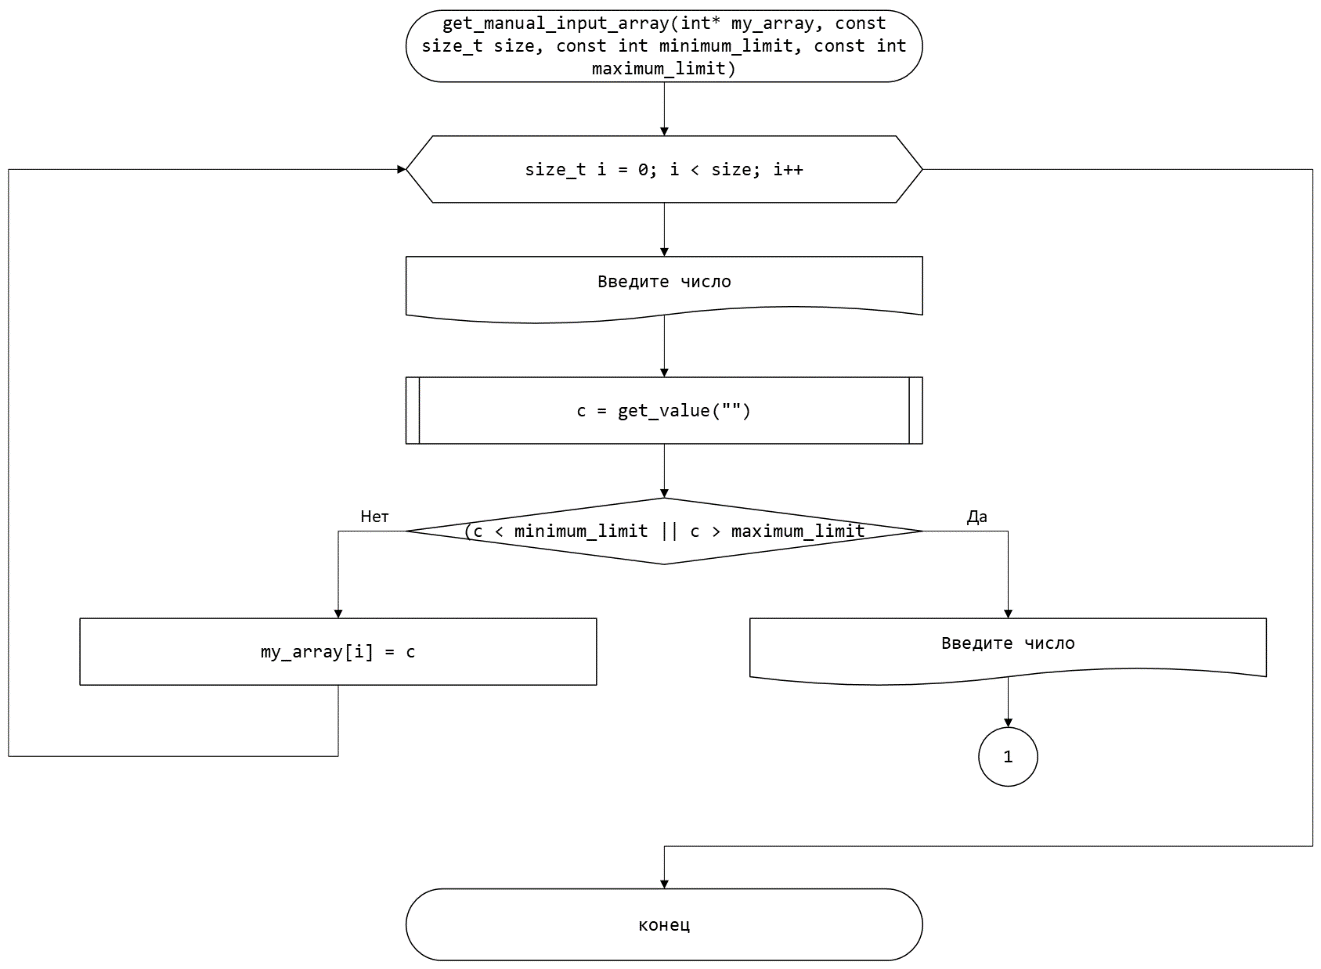 get_manual_input_array(int* my_array, const
size_t size, const int minimum_limit, const int
maximum_limit)
size_t i = 0; i < size; i++
Введите число
c = get_value("")
Нет
(c < minimum_limit || c > maximum_limit
Да
my_array[i] = c
Введите число
1
конец